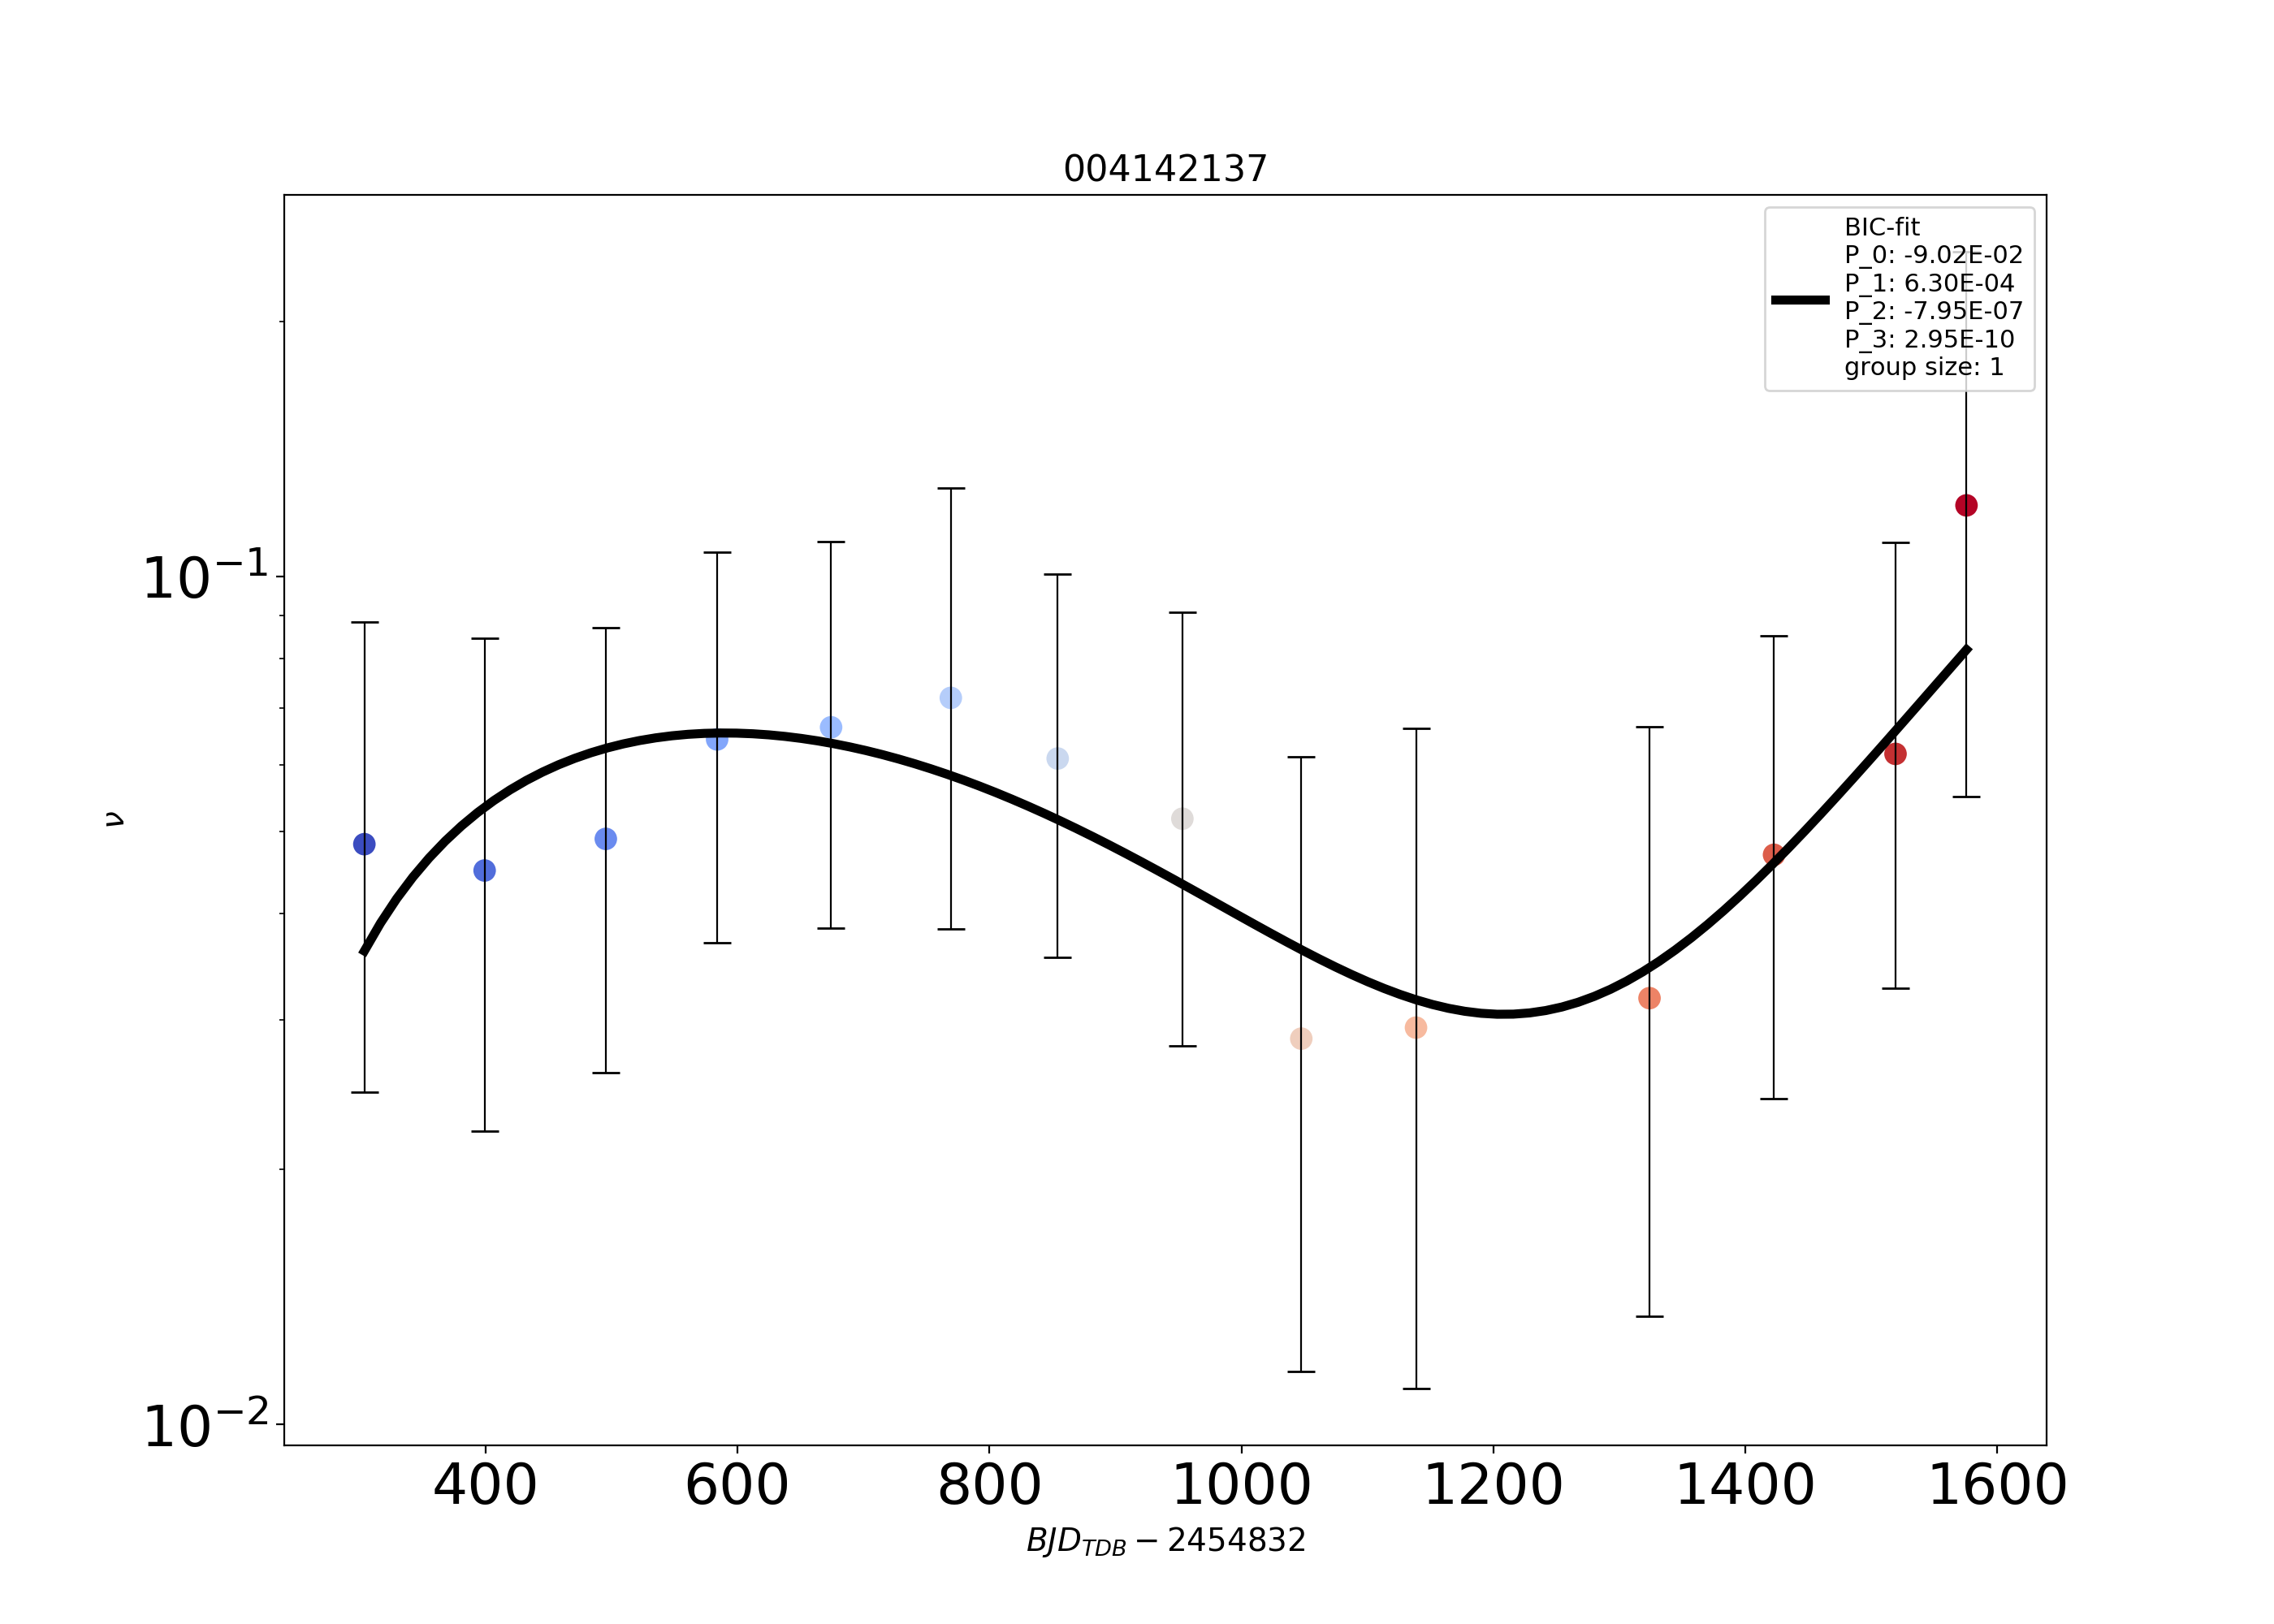 004142137
BIC-fit
P_0: -9.02E-02
P_1: 6.30E-04
P_2: -7.95E-07
P_3: 2.95E-10
group size: 1
10⁻¹
ν
10⁻²
400 600 800 1000 1200 1400 1600
BJD_TDB − 2454832